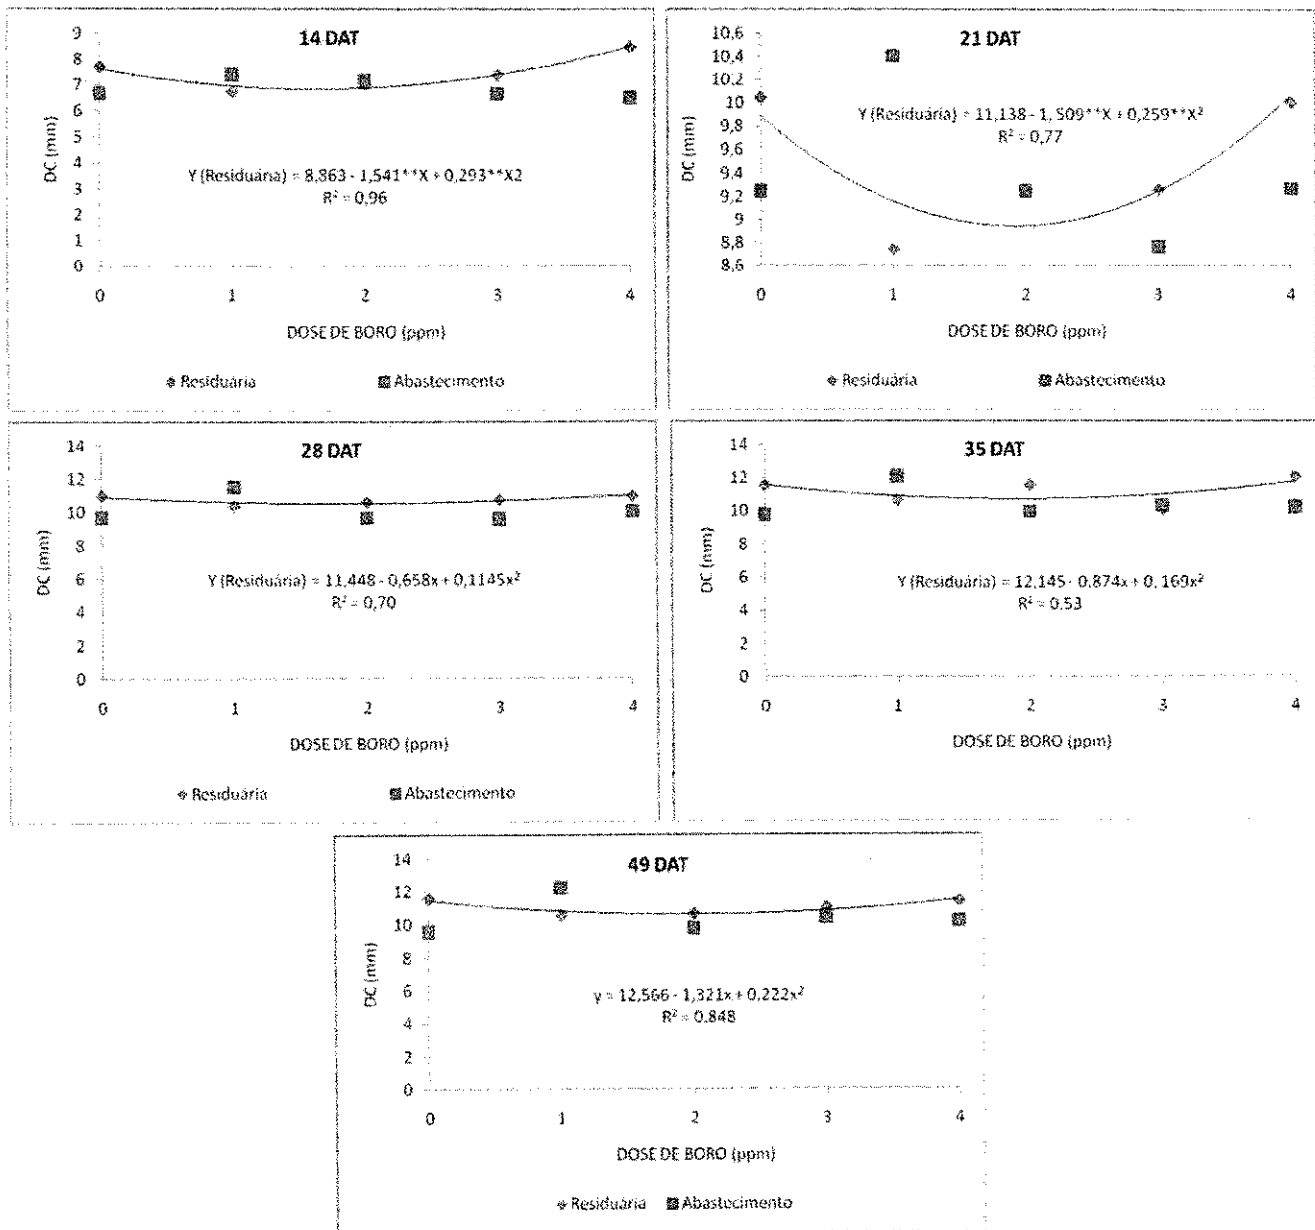 14 DAT
9
8
7
6
5
4
3
2
1
0
DC (mm)
Y (Residuária) = 8,863 - 1,541**X + 0,293**X2
R² = 0,96
0 1 2 3 4
DOSE DE BORO (ppm)
Residuária Abastecimento
21 DAT
10,6
10,4
10,2
10
9,8
9,6
9,4
9,2
9
8,8
8,6
DC (mm)
Y (Residuária) = 11,138 - 1, 509**X + 0,259**X²
R² = 0,77
0 1 2 3 4
DOSE DE BORO (ppm)
Residuária Abastecimento
28 DAT
14
12
10
8
6
4
2
0
DC (mm)
Y (Residuária) = 11,448 - 0,658x + 0,1145x²
R² = 0,70
0 1 2 3 4
DOSE DE BORO (ppm)
Residuária Abastecimento
35 DAT
14
12
10
8
6
4
2
0
DC (mm)
Y (Residuária) = 12,145 - 0.874x + 0, 169x²
R² = 0.53
0 1 2 3 4
DOSE DE BORO (ppm)
49 DAT
14
12
10
8
6
4
2
0
DC (mm)
y = 12,566 - 1,321x + 0,222x²
R² = 0.848
0 1 2 3 4
DOSE DE BORO (ppm)
Residuária Abastecimento